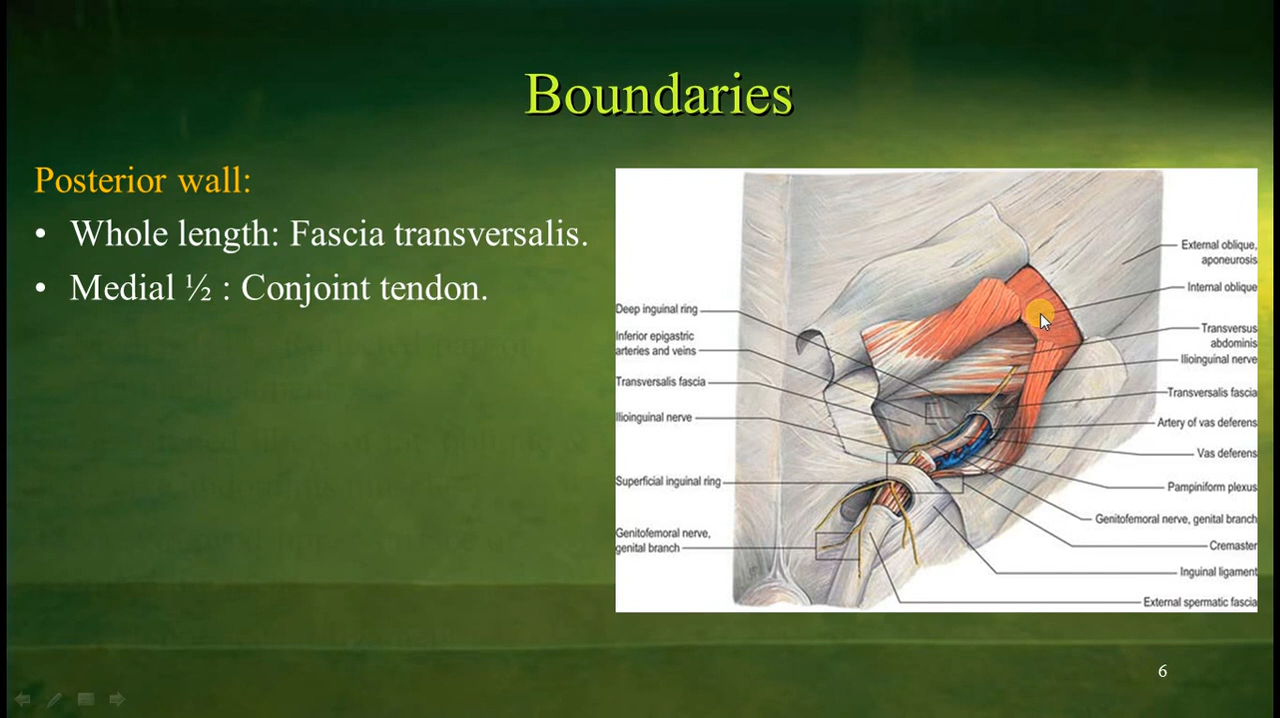 Boundaries
Posterior wall:
• Whole length: Fascia transversalis.
• Medial ½ : Conjoint tendon.
Deep inguinal ring
Inferior epigastric
arteries and veins
Transversalis fascia
Ilioinguinal nerve
Superficial inguinal ring
Genitofemoral nerve,
genital branch
External oblique,
aponeurosis
Internal oblique
Transversus
abdominis
Ilioinguinal nerve
Transversalis fascia
Artery of vas deferens
Vas deferens
Pampiniform plexus
Genitofemoral nerve, genital branch
Cremaster
Inguinal ligament
External spermatic fascia
6